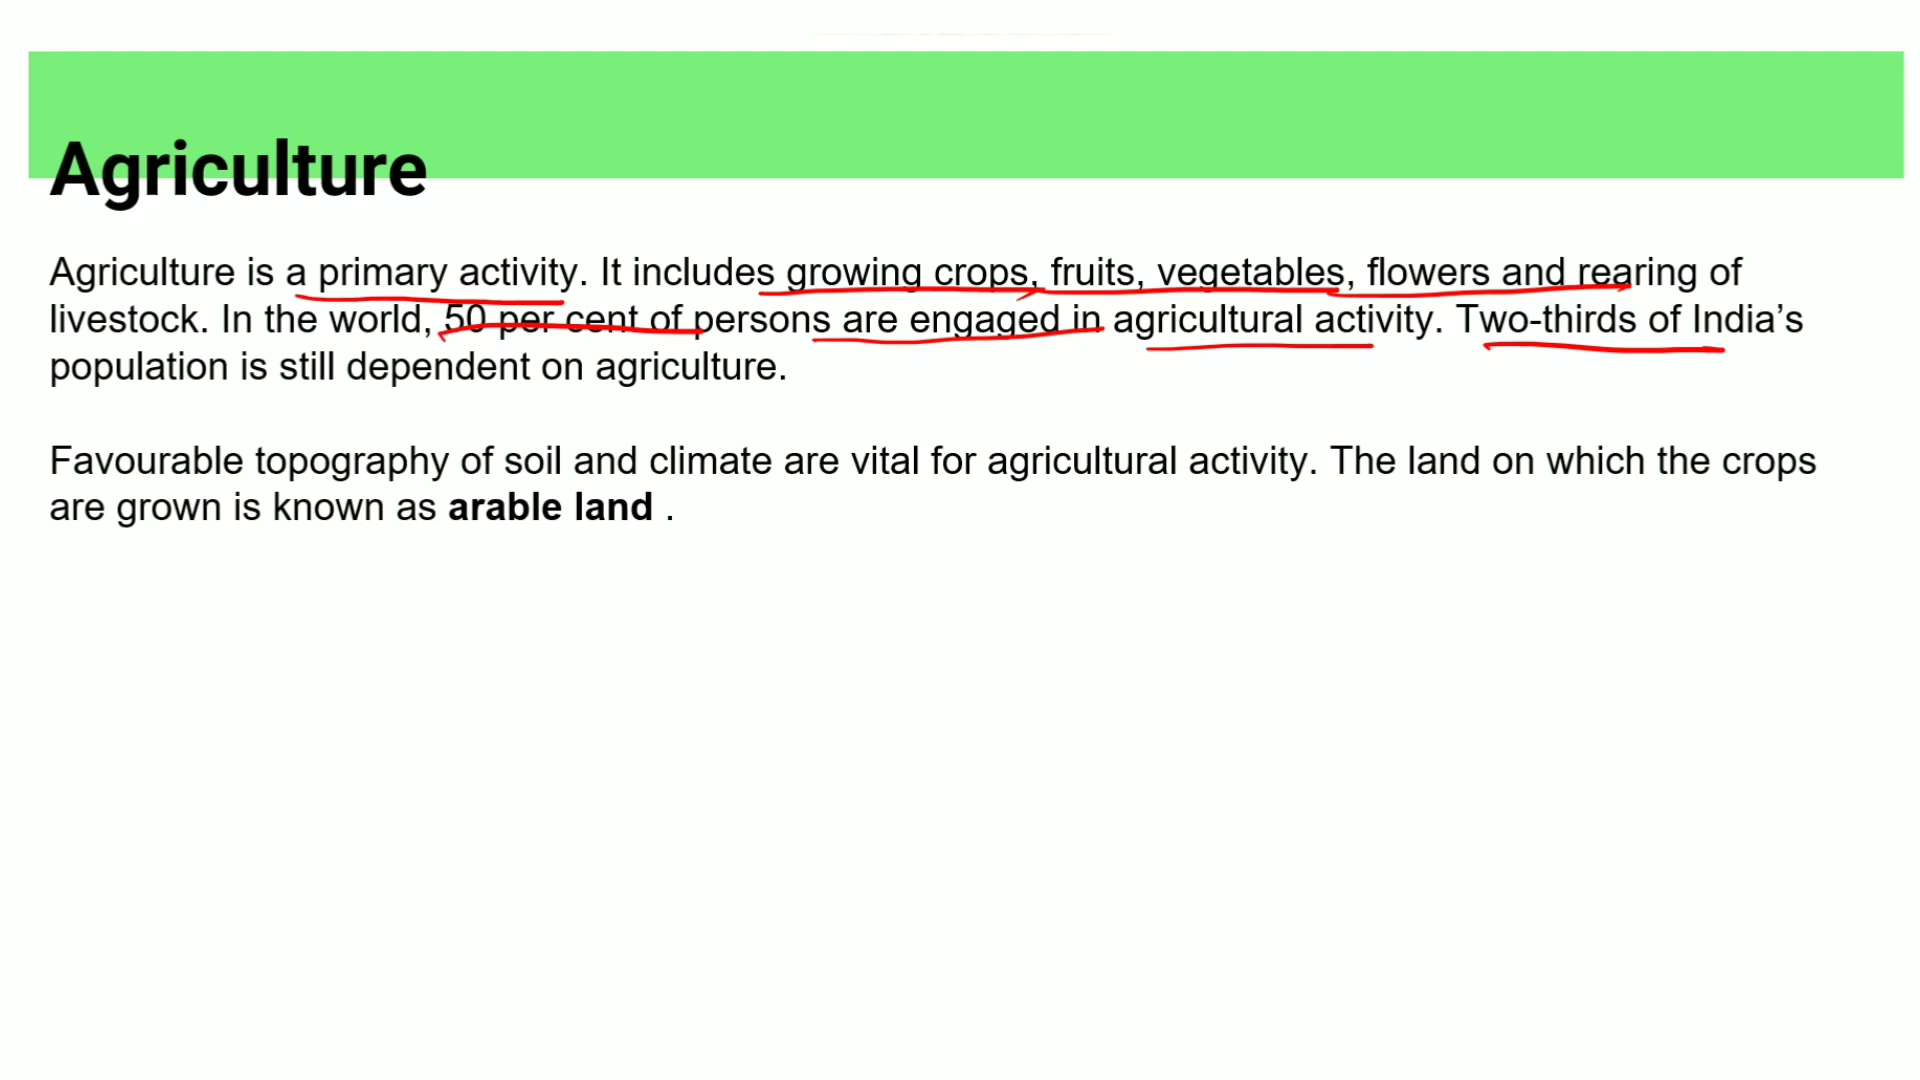 Agriculture
Agriculture is a primary activity. It includes growing crops, fruits, vegetables, flowers and rearing of
livestock. In the world, 50 per cent of persons are engaged in agricultural activity. Two-thirds of India’s
population is still dependent on agriculture.
Favourable topography of soil and climate are vital for agricultural activity. The land on which the crops
are grown is known as arable land .